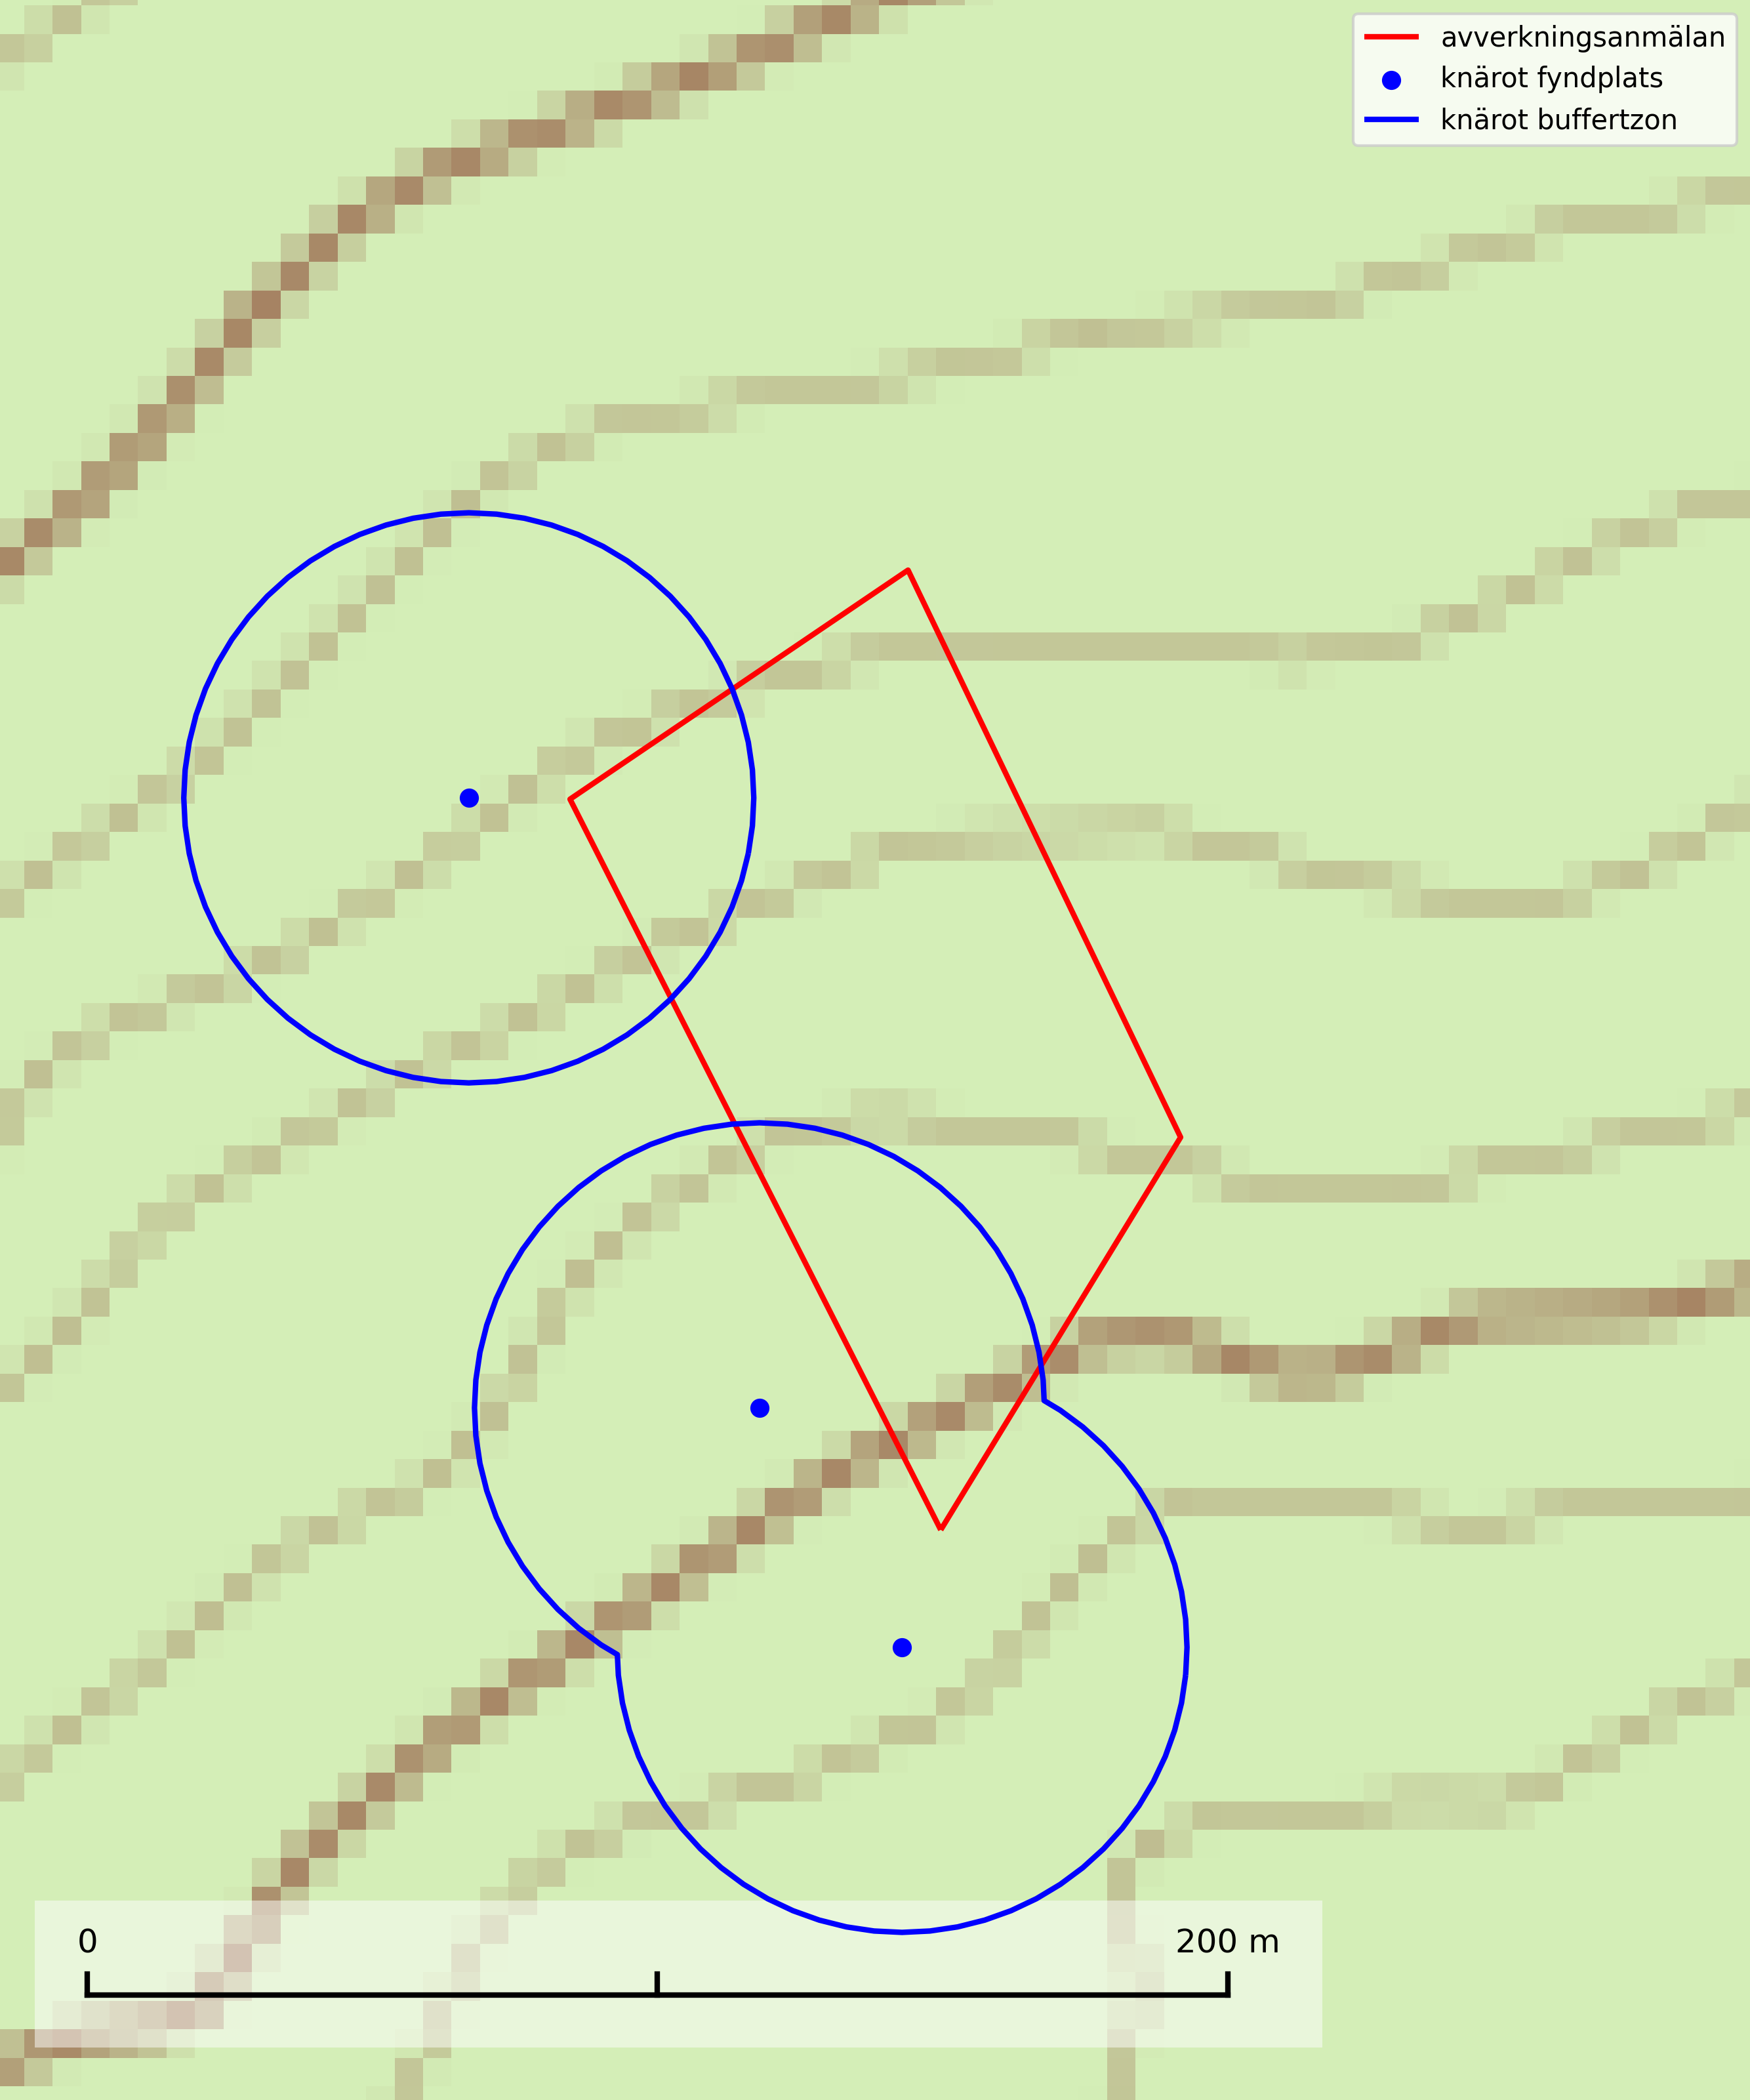 avverkningsanmälan
knärot fyndplats
knärot buffertzon
0
200 m